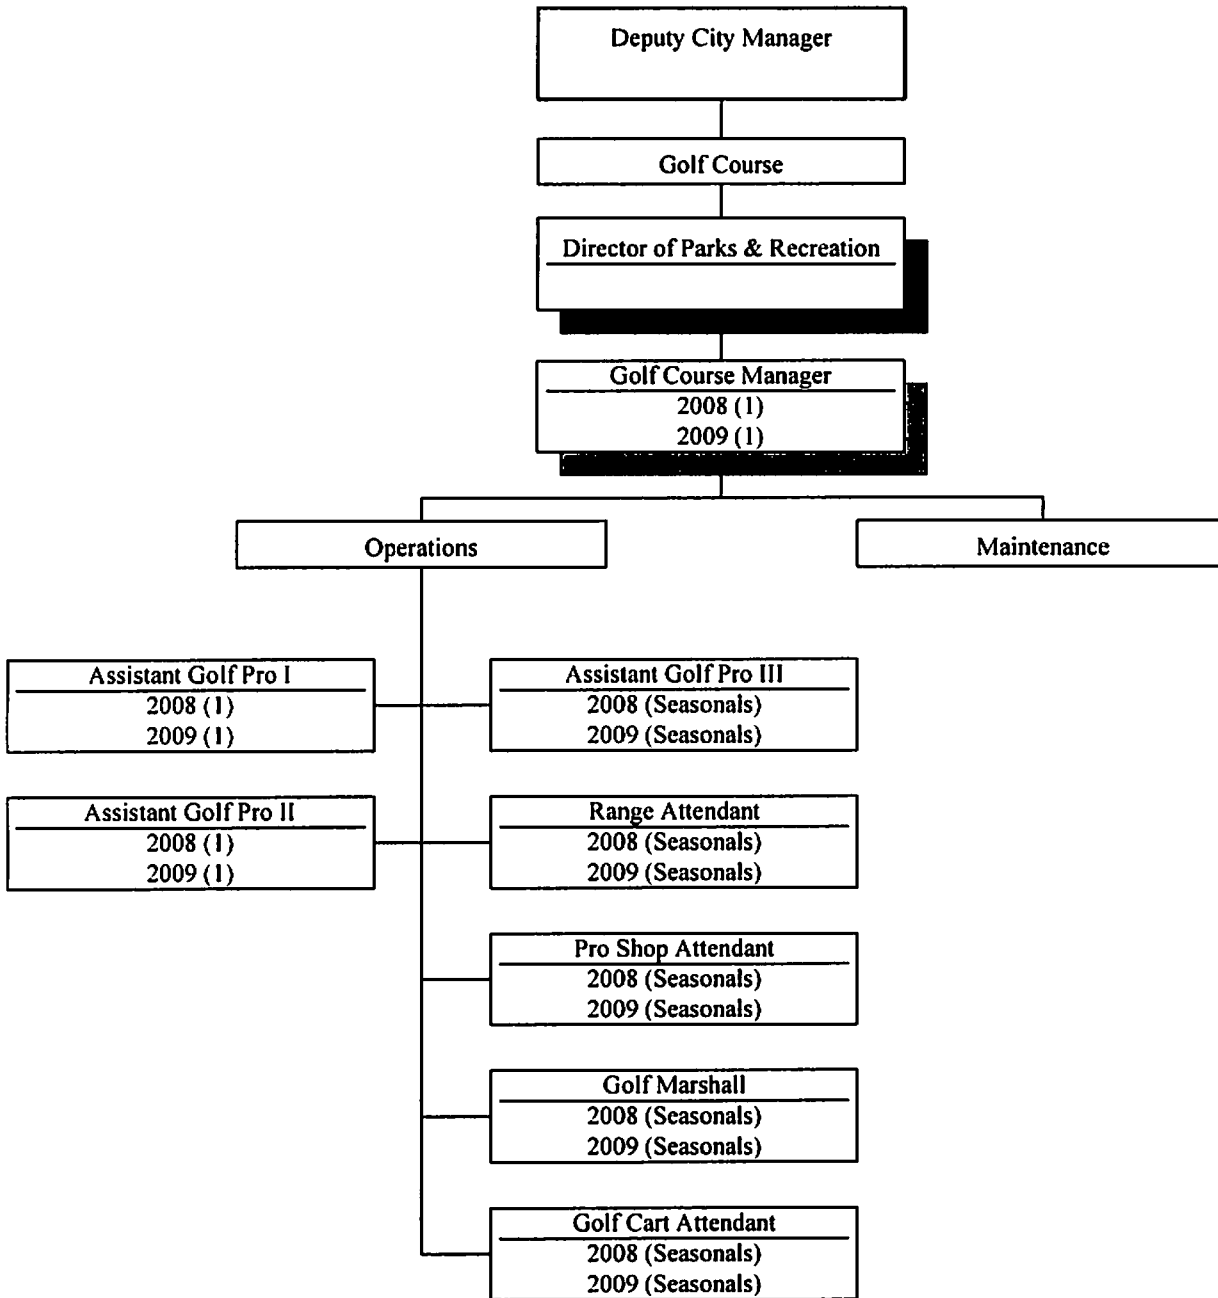 Deputy City Manager
Golf Course
Director of Parks & Recreation
Golf Course Manager
2008 (1)
2009 (1)
Operations
Maintenance
Assistant Golf Pro I
2008 (1)
2009 (1)
Assistant Golf Pro III
2008 (Seasonals)
2009 (Seasonals)
Assistant Golf Pro II
2008 (1)
2009 (1)
Range Attendant
2008 (Seasonals)
2009 (Seasonals)
Pro Shop Attendant
2008 (Seasonals)
2009 (Seasonals)
Golf Marshall
2008 (Seasonals)
2009 (Seasonals)
Golf Cart Attendant
2008 (Seasonals)
2009 (Seasonals)